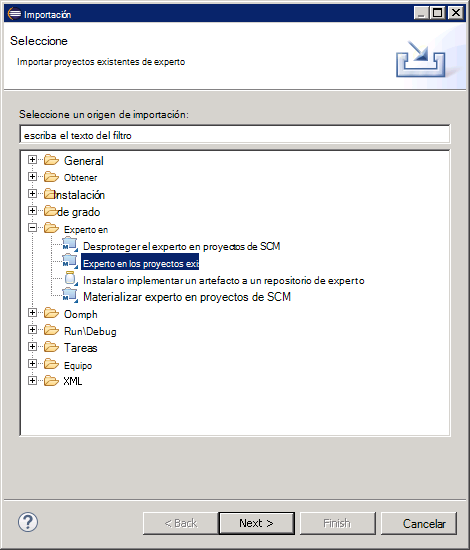 Importación
Seleccione
Importar proyectos existentes de experto
Seleccione un origen de importación:
escriba el texto del filtro
General
Obtener
Instalación
de grado
Experto en
Desproteger el experto en proyectos de SCM
Experto en los proyectos exis
Instalar o implementar un artefacto a un repositorio de experto
Materializar experto en proyectos de SCM
Oomph
Run\Debug
Tareas
Equipo
XML
< Back
Next >
Finish
Cancelar